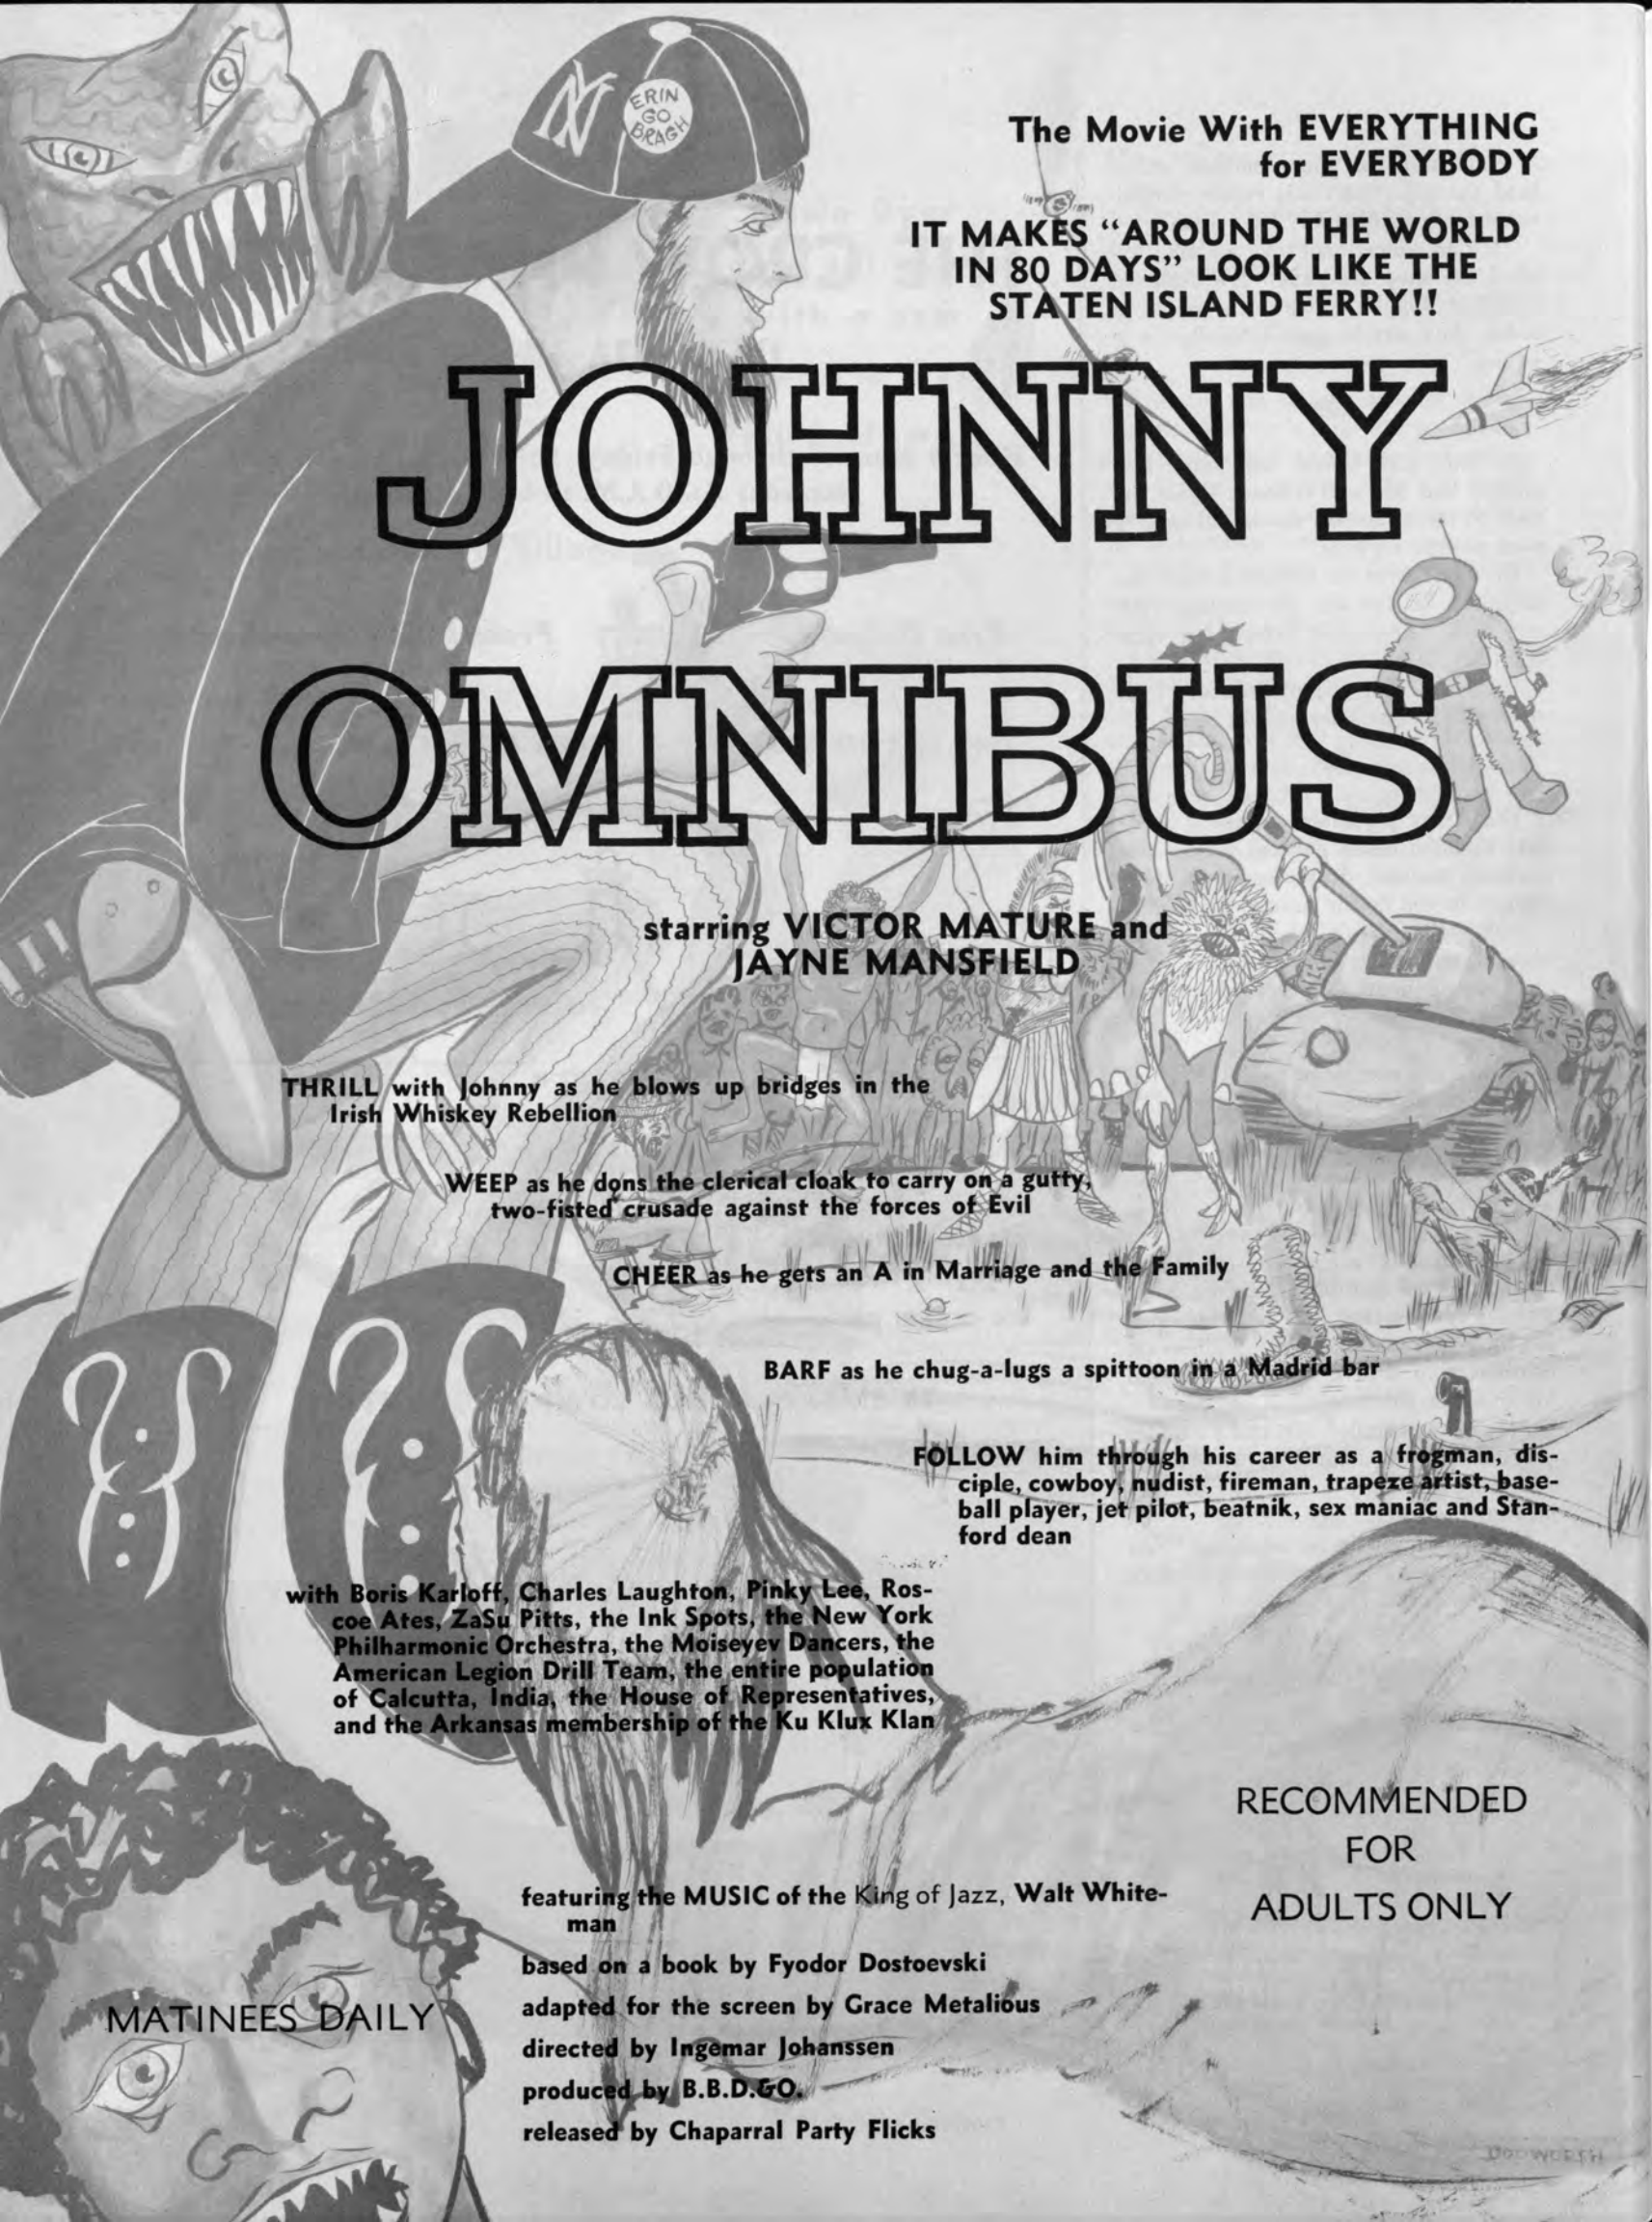 NY
ERIN
GO
BRAGH
The Movie With EVERYTHING
for EVERYBODY
IT MAKES “AROUND THE WORLD
IN 80 DAYS” LOOK LIKE THE
STATEN ISLAND FERRY!!
JOHNNY
OMNIBUS
starring VICTOR MATURE and
JAYNE MANSFIELD
THRILL with Johnny as he blows up bridges in the
Irish Whiskey Rebellion
WEEP as he dons the clerical cloak to carry on a gutty,
two-fisted crusade against the forces of Evil
CHEER as he gets an A in Marriage and the Family
BARF as he chug-a-lugs a spittoon in a Madrid bar
FOLLOW him through his career as a frogman, dis-
ciple, cowboy, nudist, fireman, trapeze artist, base-
ball player, jet pilot, beatnik, sex maniac and Stan-
ford dean
with Boris Karloff, Charles Laughton, Pinky Lee, Ros-
coe Ates, ZaSu Pitts, the Ink Spots, the New York
Philharmonic Orchestra, the Moiseyev Dancers, the
American Legion Drill Team, the entire population
of Calcutta, India, the House of Representatives,
and the Arkansas membership of the Ku Klux Klan
RECOMMENDED
FOR
ADULTS ONLY
featuring the MUSIC of the King of Jazz, Walt White-
man
based on a book by Fyodor Dostoevski
adapted for the screen by Grace Metalious
directed by Ingemar Johanssen
produced by B.B.D.&O.
released by Chaparral Party Flicks
MATINEES DAILY
DODWORTH